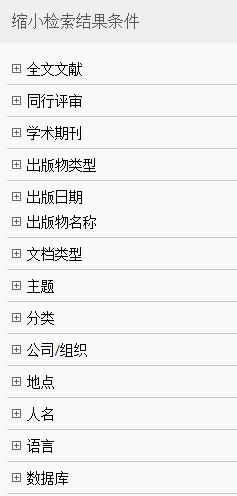 缩小检索结果条件
全文文献
同行评审
学术期刊
出版物类型
出版日期
出版物名称
文档类型
主题
分类
公司/组织
地点
人名
语言
数据库